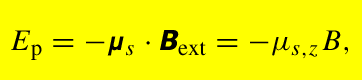 E_p = −𝝁_s · 𝑩_ext = −μ_{s,z} B,